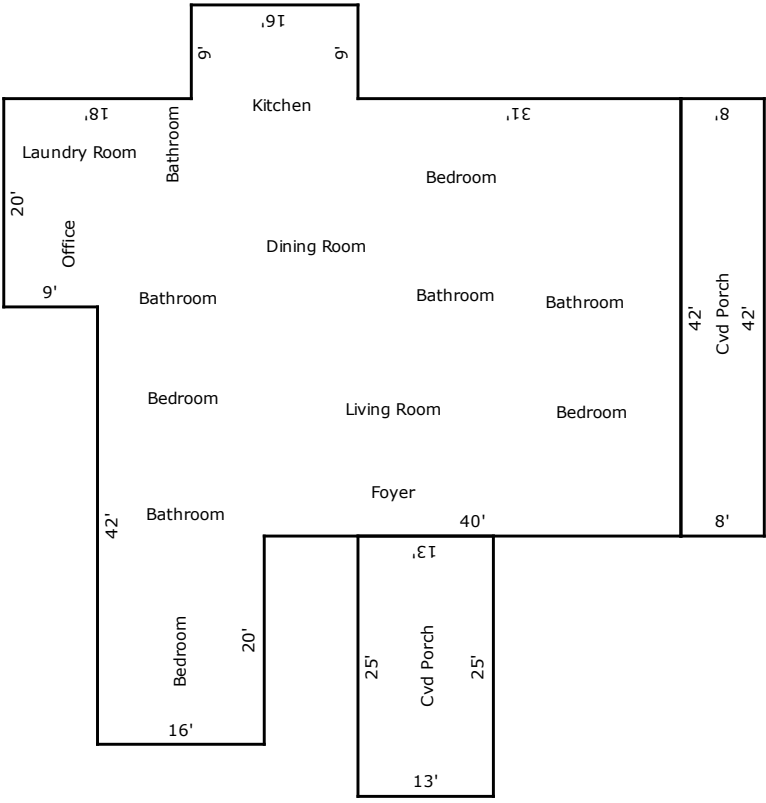 16'
9'
9'
Kitchen
18'
31'
8'
Laundry Room
Bathroom
Bedroom
20'
Office
Dining Room
9'
Bathroom
Bathroom
Bathroom
42'
Cvd Porch
42'
Bedroom
Living Room
Bedroom
Foyer
42'
Bathroom
40'
8'
13'
Bedroom
20'
25'
Cvd Porch
25'
16'
13'